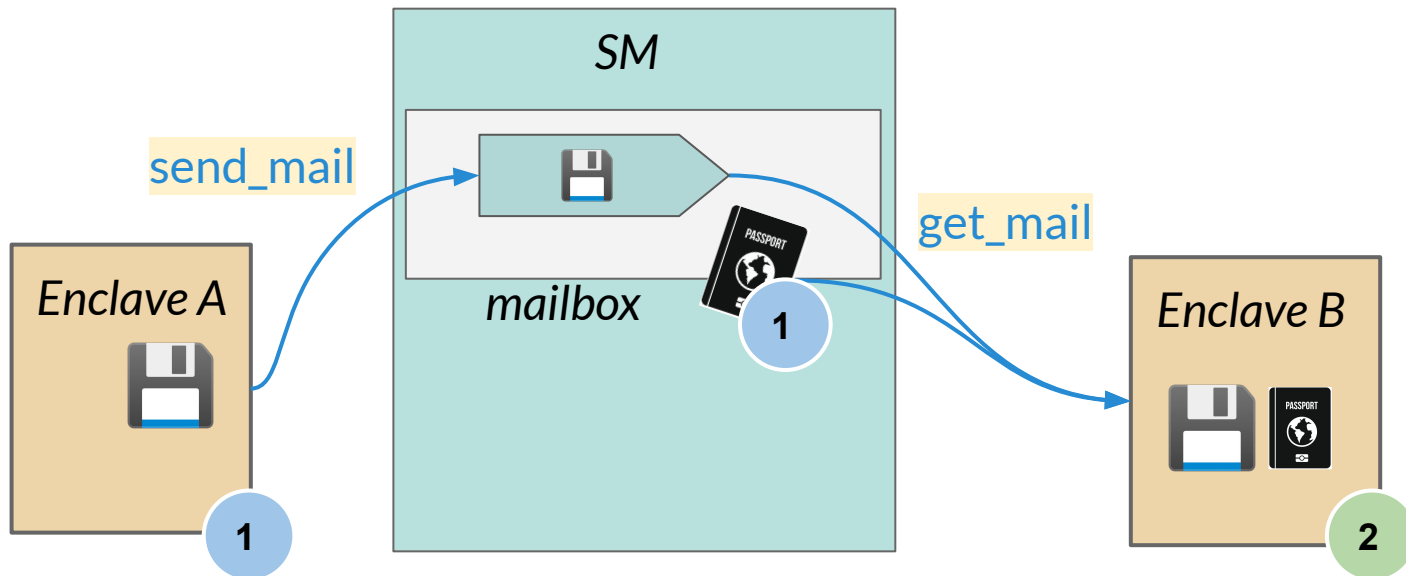 SM
send_mail
get_mail
PASSPORT
Enclave A
mailbox
1
Enclave B
PASSPORT
1
2